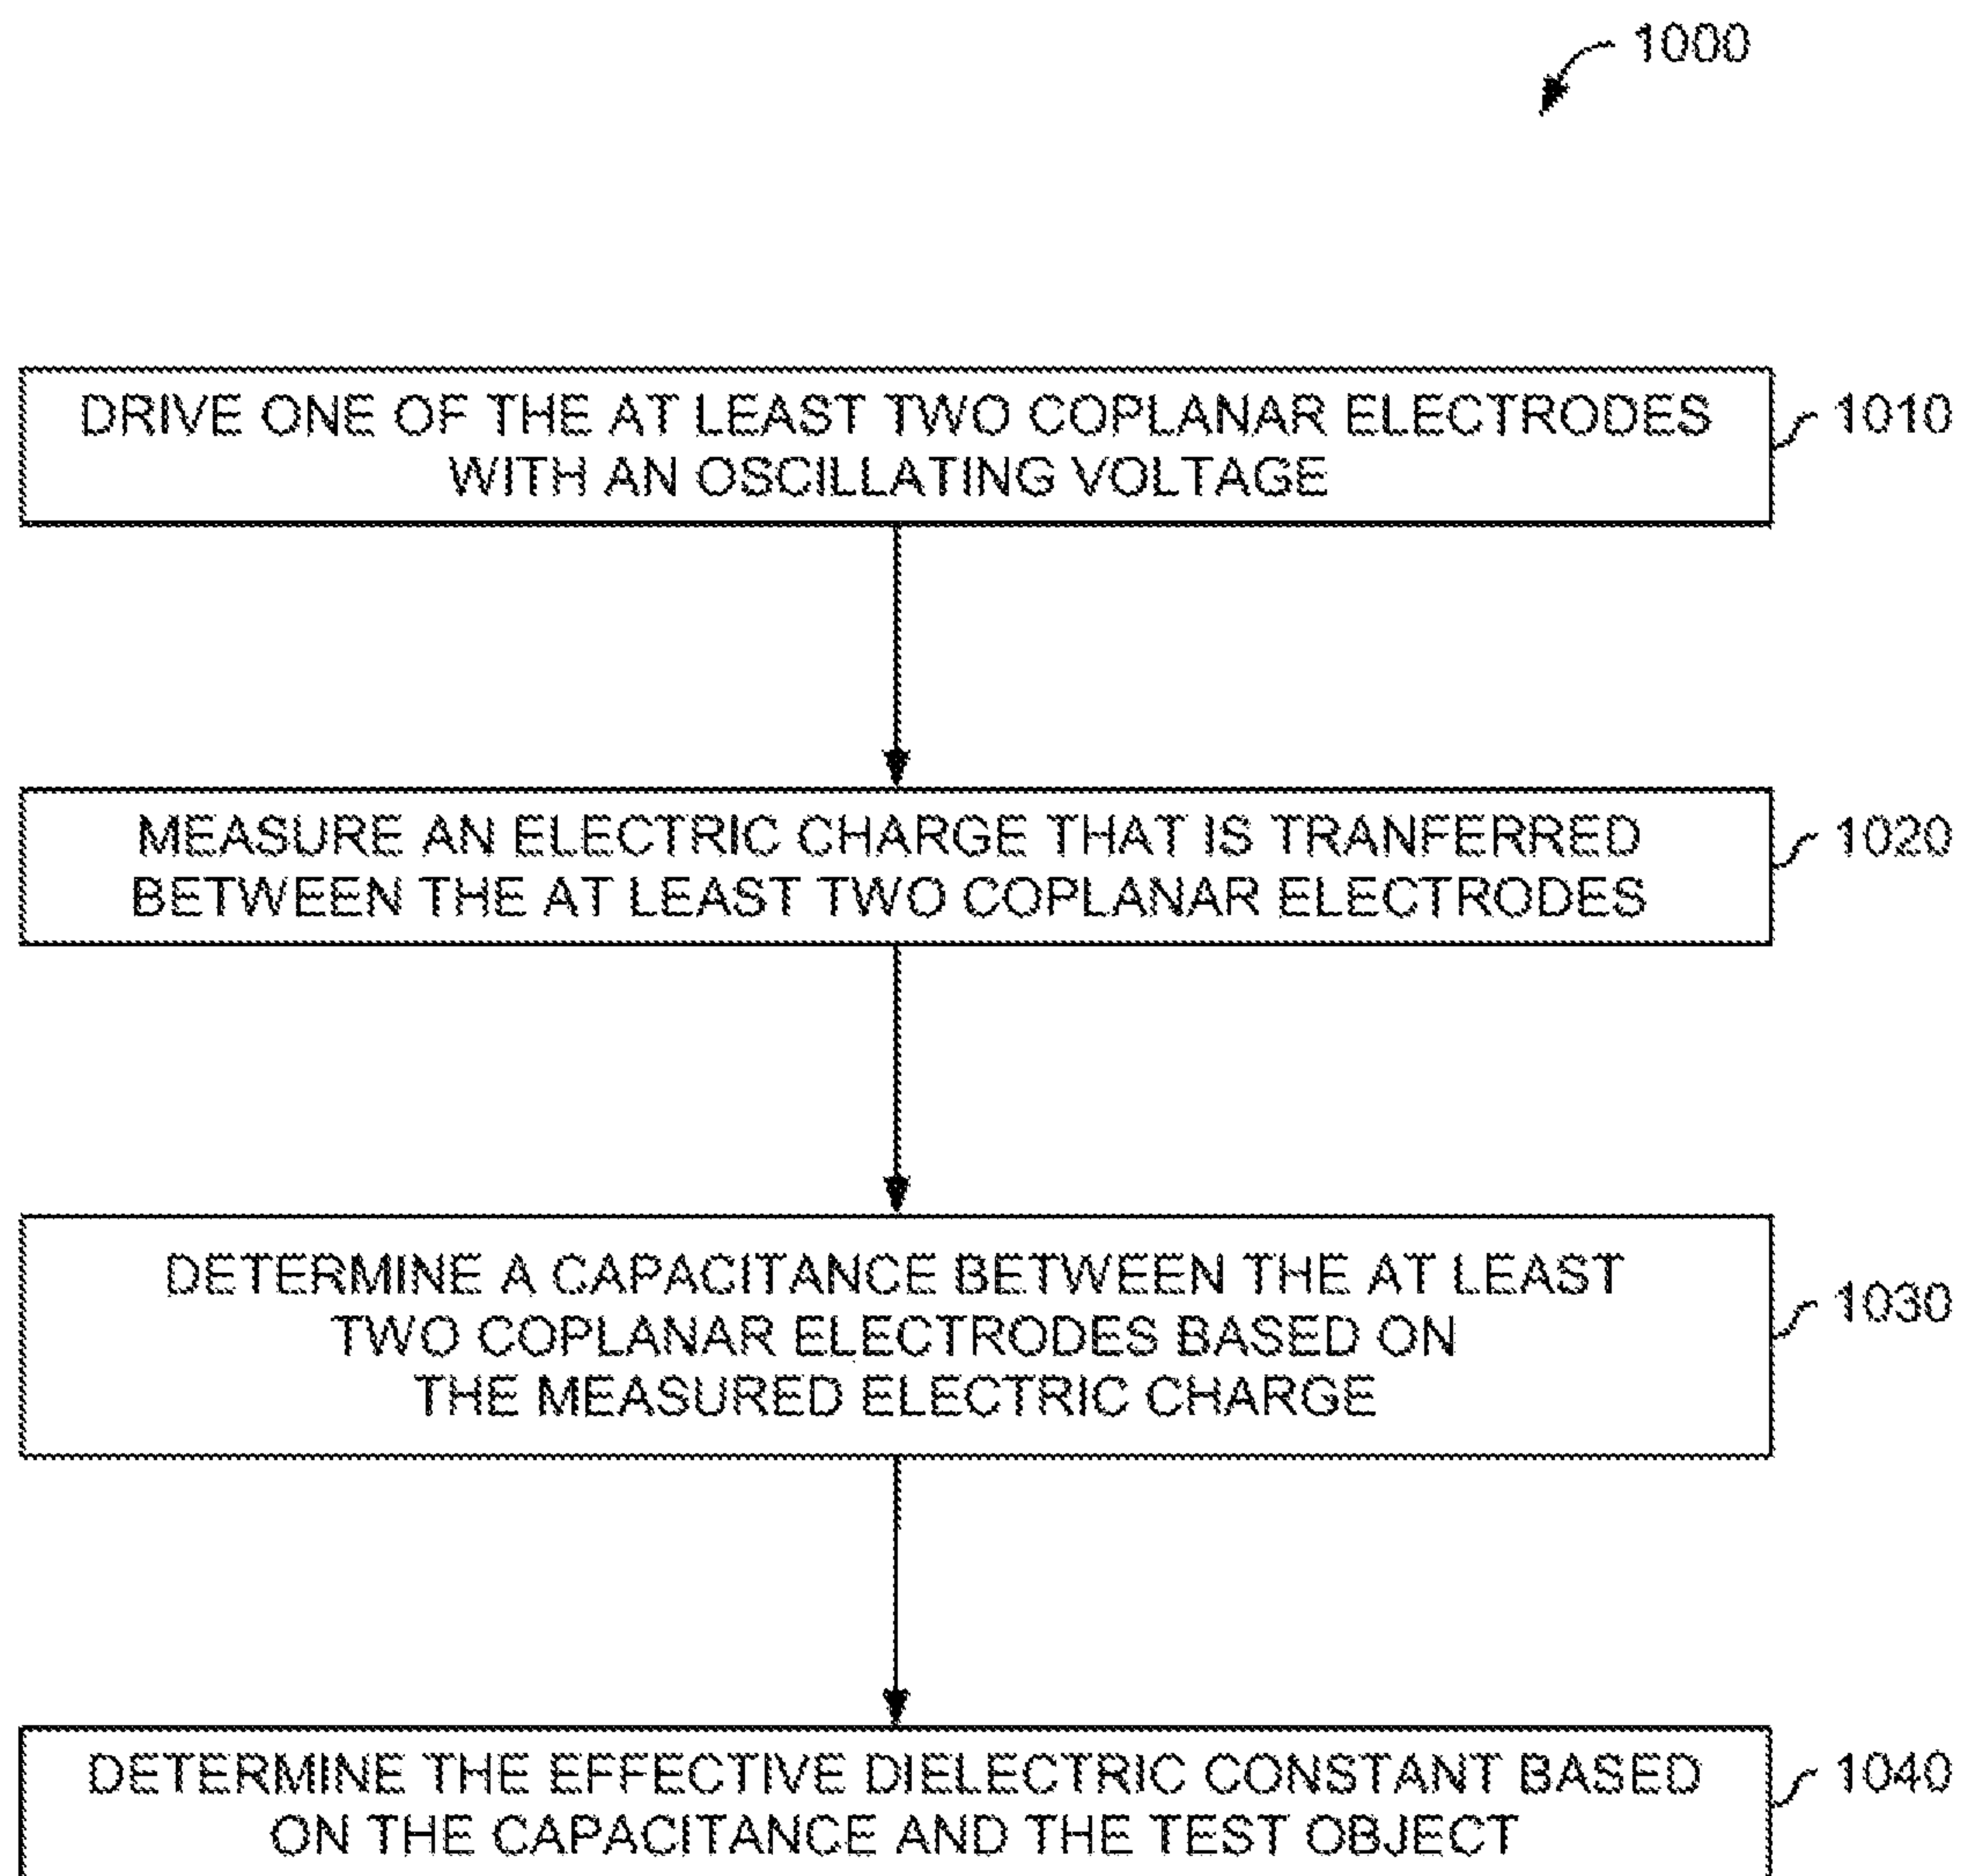 1000
DRIVE ONE OF THE AT LEAST TWO COPLANAR ELECTRODES
WITH AN OSCILLATING VOLTAGE
1010
MEASURE AN ELECTRIC CHARGE THAT IS TRANFERRED
BETWEEN THE AT LEAST TWO COPLANAR ELECTRODES
1020
DETERMINE A CAPACITANCE BETWEEN THE AT LEAST
TWO COPLANAR ELECTRODES BASED ON
THE MEASURED ELECTRIC CHARGE
1030
DETERMINE THE EFFECTIVE DIELECTRIC CONSTANT BASED
ON THE CAPACITANCE AND THE TEST OBJECT
1040